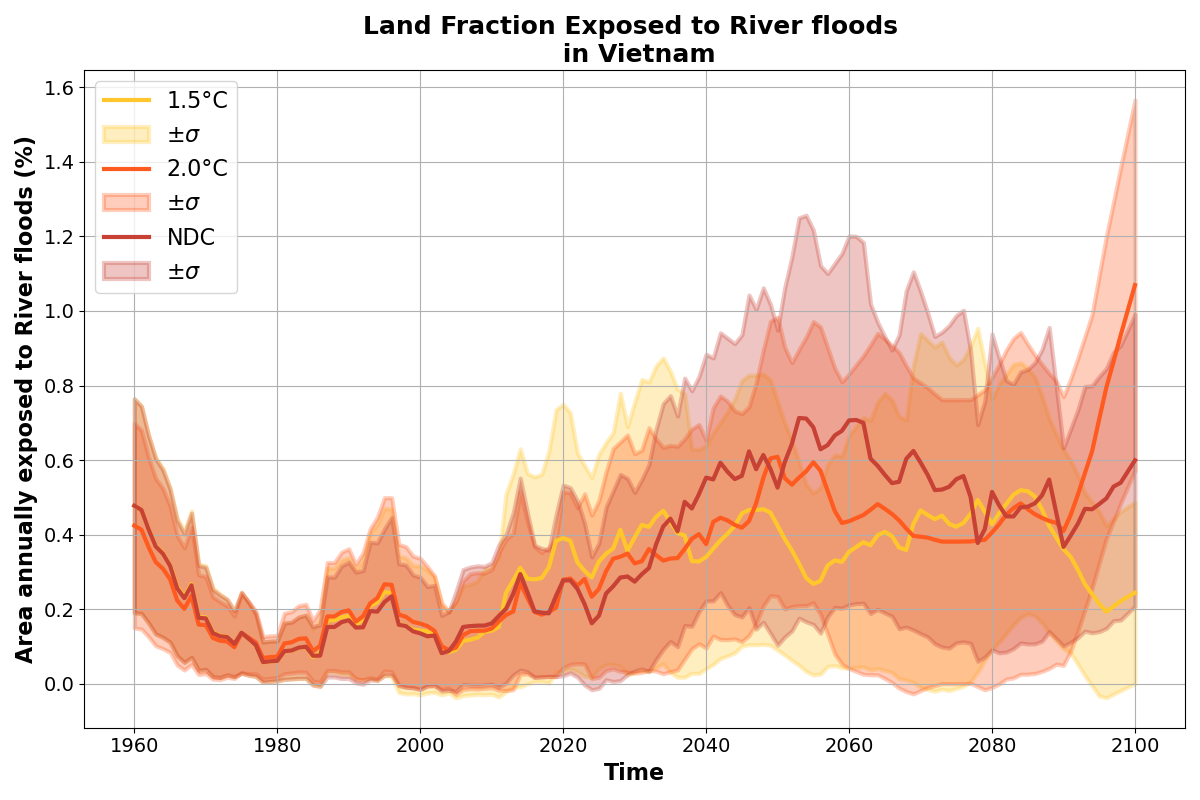 Land Fraction Exposed to River floods
in Vietnam
Area annually exposed to River floods (%)
1.6
1.4
1.2
1.0
0.8
0.6
0.4
0.2
0.0
1.5°C
±σ
2.0°C
±σ
NDC
±σ
1960 1980 2000 2020 2040 2060 2080 2100
Time